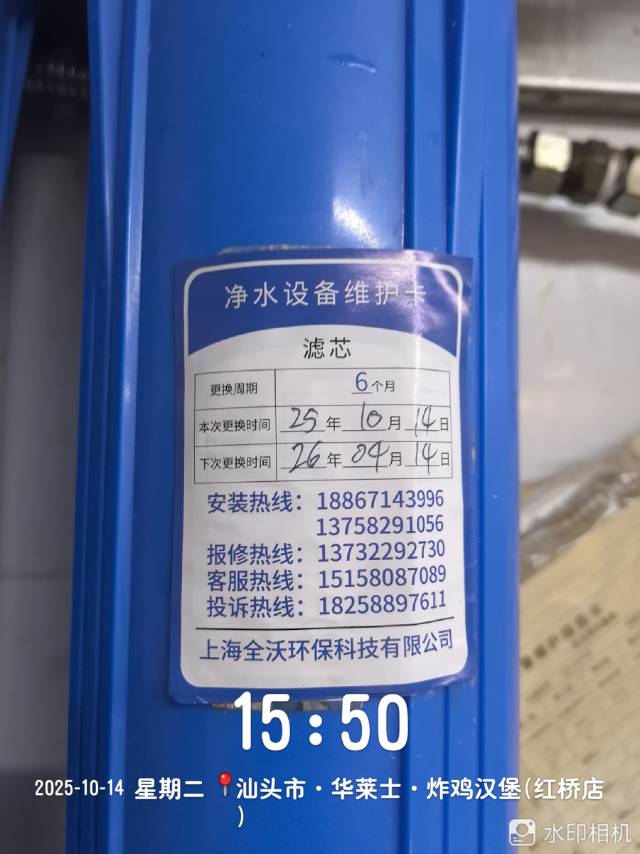 净水设备维护卡
滤芯
更换周期 6个月
本次更换时间 25年10月14日
下次更换时间 26年04月14日
安装热线：18867143996
13758291056
报修热线：13732292730
客服热线：15158087089
投诉热线：18258897611
上海全沃环保科技有限公司
15:50
2025-10-14 星期二 📍汕头市·华莱士·炸鸡汉堡(红桥店
)
水印相机